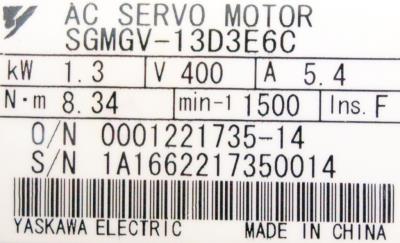 AC SERVO MOTOR
SGMGV-13D3E6C
kW 1.3 V 400 A 5.4
N·m 8.34 min-1 1500 Ins. F
O/N 0001221735-14
S/N 1A1662217350014
YASKAWA ELECTRIC MADE IN CHINA